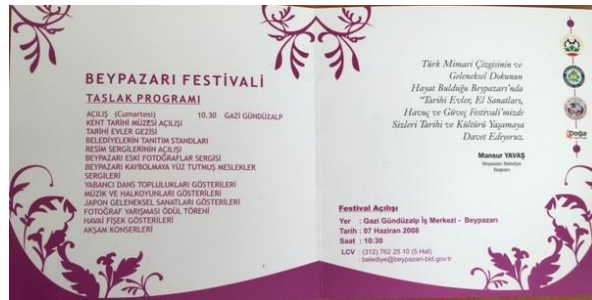 BEYPAZARI FESTİVALİ
TASLAK PROGRAMI
AÇILIŞ (Cumartesi) 10.30 GAZİ GÜNDÜZALP
KENT TARİHİ MÜZESİ AÇILIŞI
TARİHİ EVLER GEZİSİ
BELEDİYELERİN TANITIM STANDLARI
RESİM SERGİLERİNİN AÇILIŞI
BEYPAZARI ESKİ FOTOĞRAFLAR SERGİSİ
BEYPAZARI KAYBOLMAYA YÜZ TUTMUŞ MESLEKLER
SERGİLERİ
YABANCI DANS TOPLULUKLARI GÖSTERİLERİ
MÜZİK VE HALKOYUNLARI GÖSTERİLERİ
JAPON GELENEKSEL SANATLARI GÖSTERİLERİ
FOTOĞRAF YARIŞMASI ÖDÜL TÖRENİ
HAVAİ FİŞEK GÖSTERİLERİ
AKŞAM KONSERLERİ
Türk Mimari Çizgisinin ve
Geleneksel Dokunun
Hayat Bulduğu Beypazarı'nda
"Tarihi Evler, El Sanatları,
Havuç ve Güveç Festivali'mizde
Sizleri Tarihi ve Kültürü Yaşamaya
Davet Ediyoruz.
Mansur YAVAŞ
Beypazarı Belediye
Başkanı
Festival Açılışı
Yer : Gazi Gündüzalp İş Merkezi - Beypazarı
Tarih : 07 Haziran 2008
Saat : 10:30
LCV : (312) 762 25 10 (5 Hat)
: belediye@beypazari-bld.gov.tr
Doğa